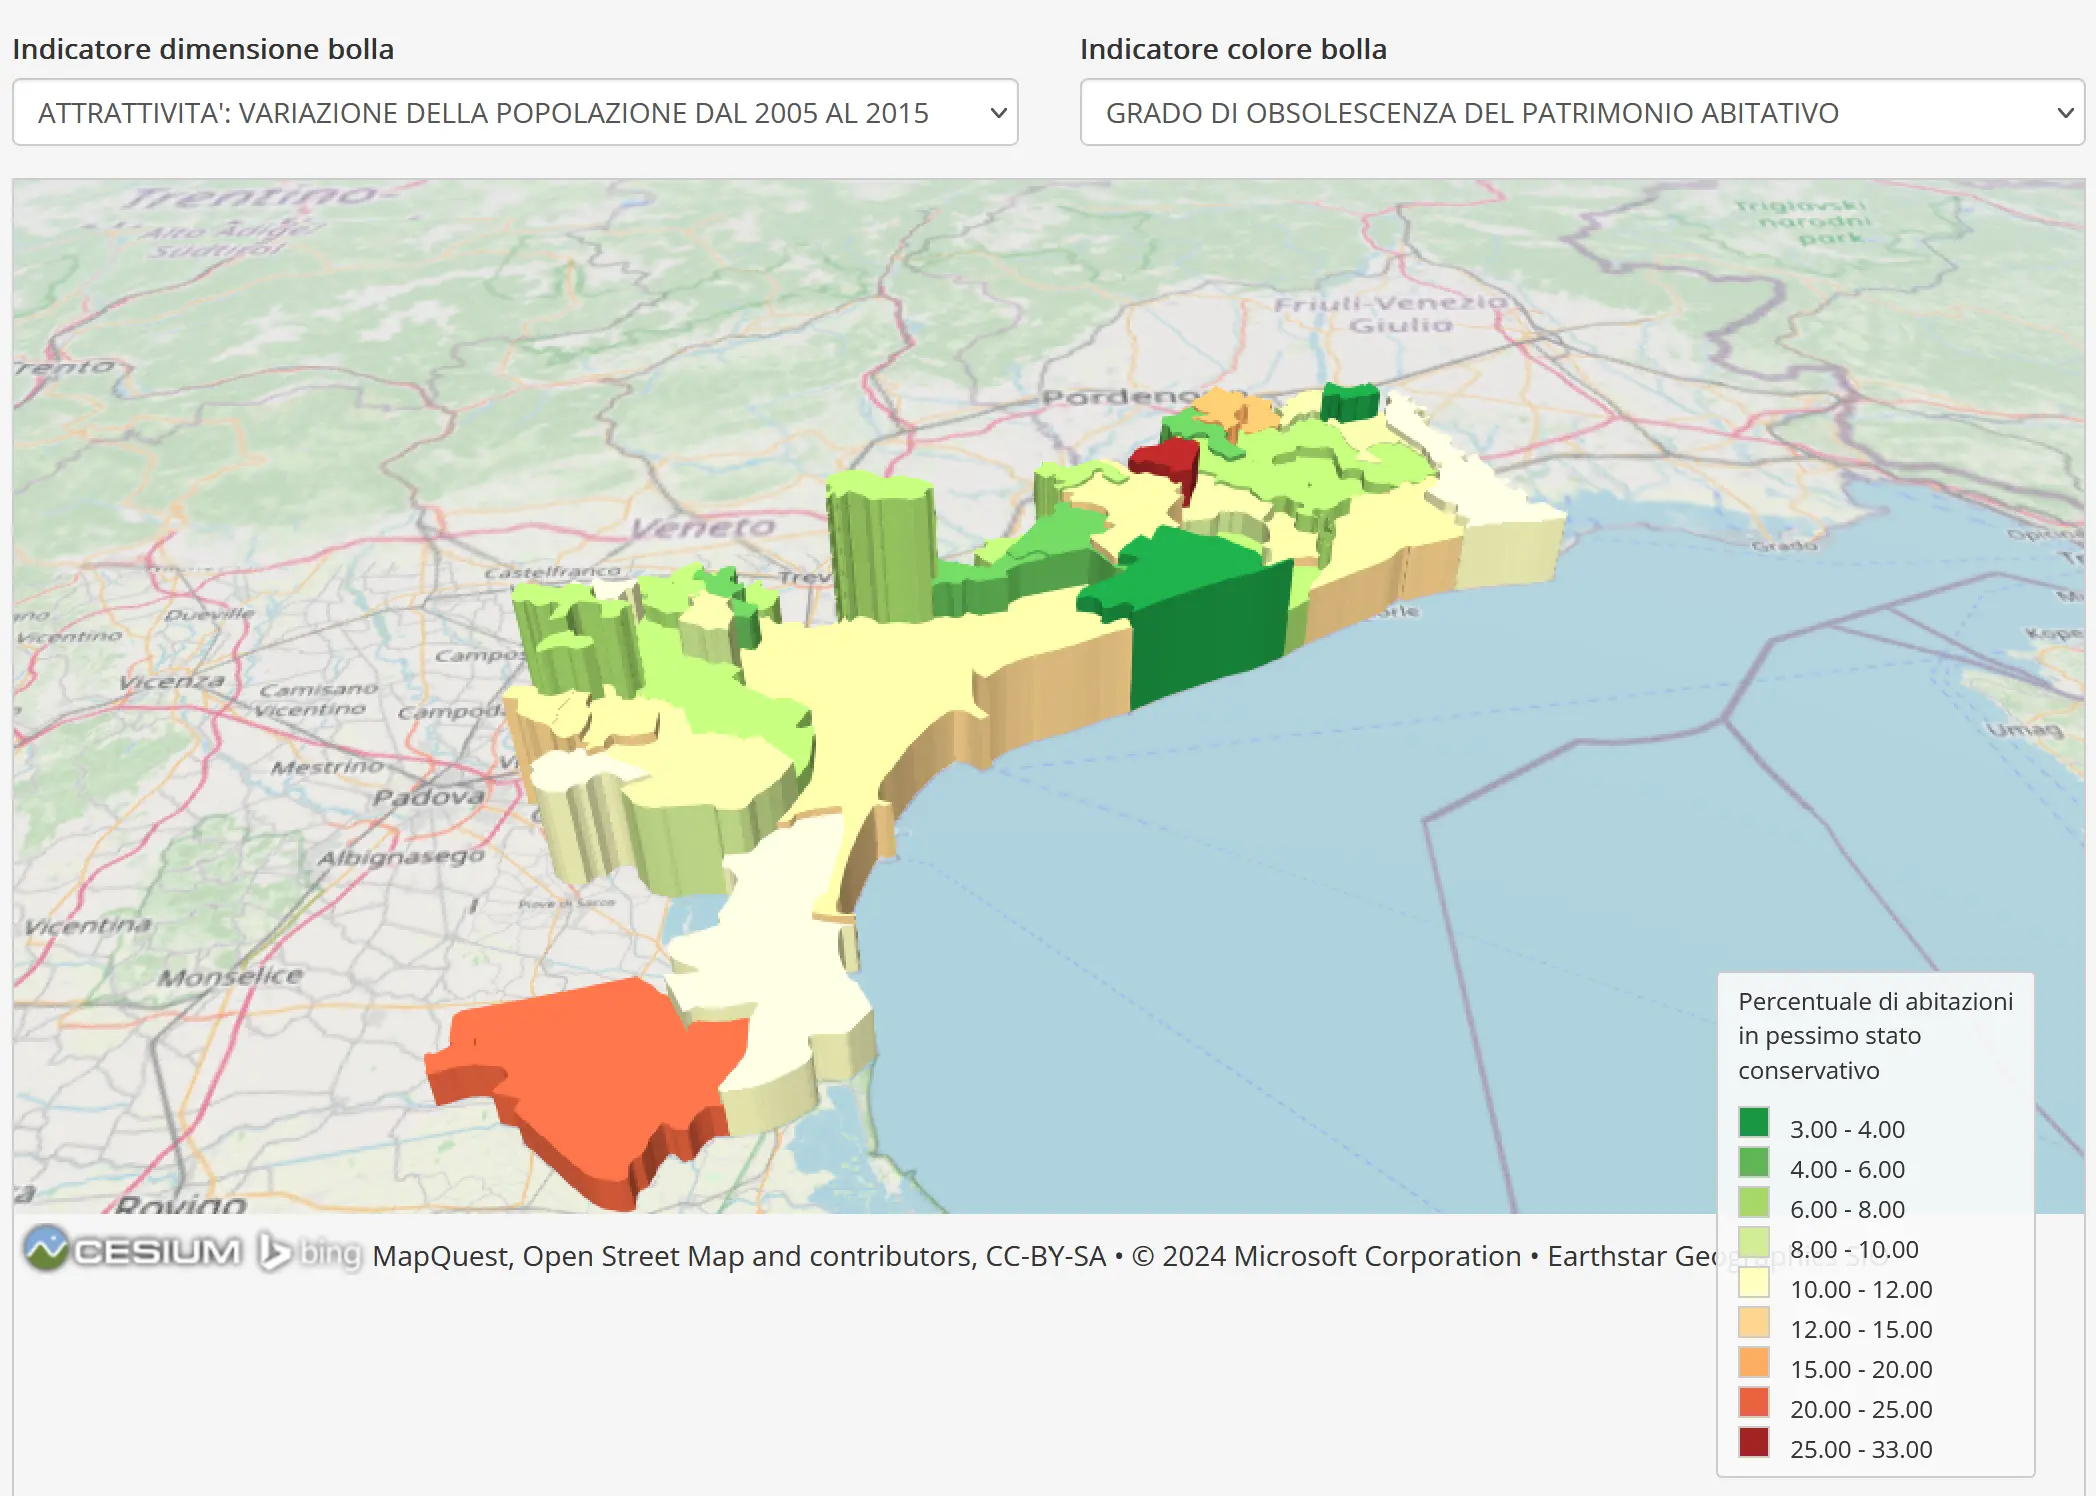 Indicatore dimensione bolla
Indicatore colore bolla
ATTRATTIVITA': VARIAZIONE DELLA POPOLAZIONE DAL 2005 AL 2015
GRADO DI OBSOLESCENZA DEL PATRIMONIO ABITATIVO
Trentino-
Alto Adige/
Südtirol
Triglavski
narodni
park
Friuli-Venezia
Giulia
Trento
Pordeno
Veneto
Castelfranco
Trev
Grado
Opicina
Dueville
Vicentino
orle
Kope
Campos
Vicenza
Camisano
Vicentino
Campod
Umag
Mestrino
Padova
Albignasego
Piove di Sacco
Vicentina
Monselice
Rovigo
Percentuale di abitazioni
in pessimo stato
conservativo
3.00 - 4.00
4.00 - 6.00
6.00 - 8.00
8.00 - 10.00
10.00 - 12.00
12.00 - 15.00
15.00 - 20.00
20.00 - 25.00
25.00 - 33.00
CESIUM bing MapQuest, Open Street Map and contributors, CC-BY-SA • © 2024 Microsoft Corporation • Earthstar Geographics SIO